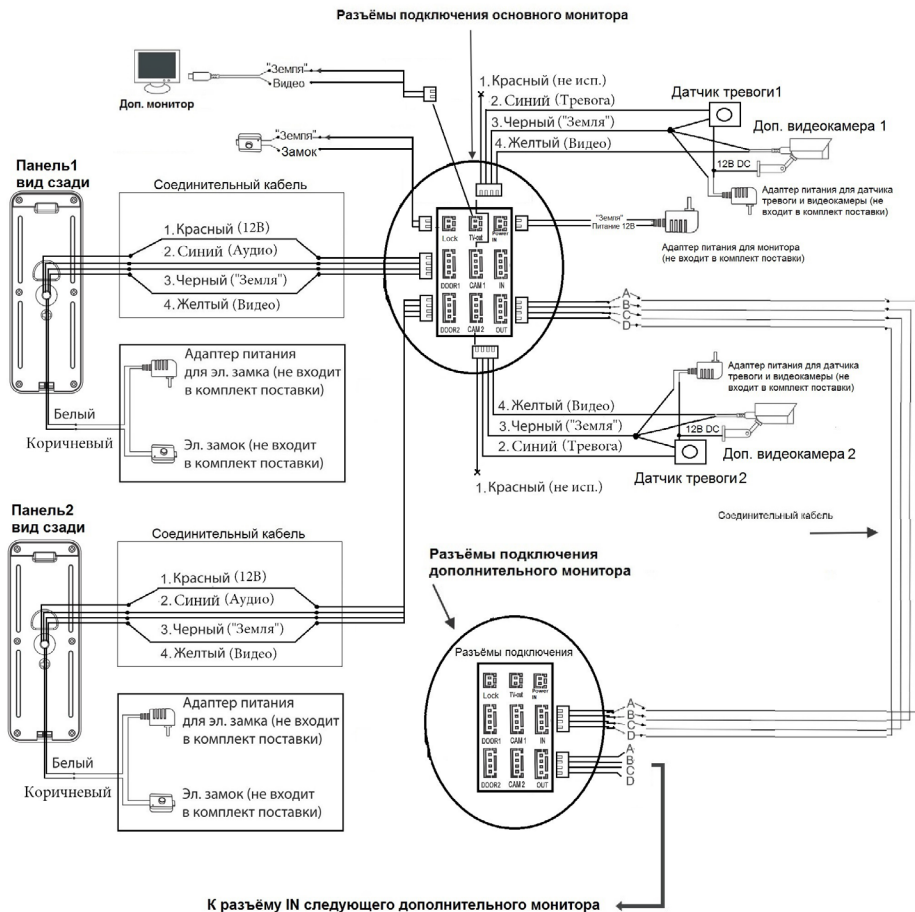 Разъёмы подключения основного монитора
"Земля"
Видео
Доп. монитор
"Земля"
Замок
1. Красный (не исп.)
2. Синий (Тревога)
3. Черный ("Земля")
4. Желтый (Видео)
Датчик тревоги1
Доп. видеокамера 1
12В DC
Адаптер питания для датчика
тревоги и видеокамеры (не
входит в комплект поставки)
"Земля"
Питание 12В
Адаптер питания для монитора
(не входит в комплект поставки)
Панель1
вид сзади
Соединительный кабель
1. Красный (12В)
2. Синий (Аудио)
3. Черный ("Земля")
4. Желтый (Видео)
Lock
TV-out
Power
IN
DOOR1
CAM 1
IN
DOOR2
CAM 2
OUT
A
B
C
D
Адаптер питания
для эл. замка (не входит
в комплект поставки)
Белый
Коричневый
Эл. замок (не входит
в комплект поставки)
Адаптер питания для датчика
тревоги и видеокамеры (не
входит в комплект поставки)
4. Желтый (Видео)
3. Черный ("Земля")
2. Синий (Тревога)
1. Красный (не исп.)
12В DC
Доп. видеокамера 2
Датчик тревоги2
Соединительный кабель
Панель2
вид сзади
Соединительный кабель
1. Красный (12В)
2. Синий (Аудио)
3. Черный ("Земля")
4. Желтый (Видео)
Разъёмы подключения
дополнительного монитора
Разъёмы подключения
Lock
TV-out
Power
IN
DOOR1
CAM 1
IN
DOOR2
CAM 2
OUT
A
B
C
D
A
B
C
D
Адаптер питания
для эл. замка (не входит
в комплект поставки)
Белый
Коричневый
Эл. замок (не входит
в комплект поставки)
К разъёму IN следующего дополнительного монитора